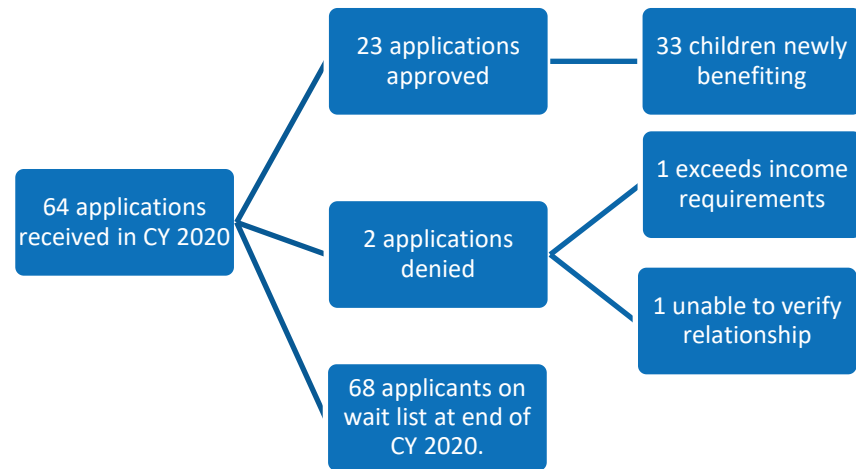 64 applications
received in CY 2020
23 applications
approved
33 children newly
benefiting
2 applications
denied
1 exceeds income
requirements
1 unable to verify
relationship
68 applicants on
wait list at end of
CY 2020.